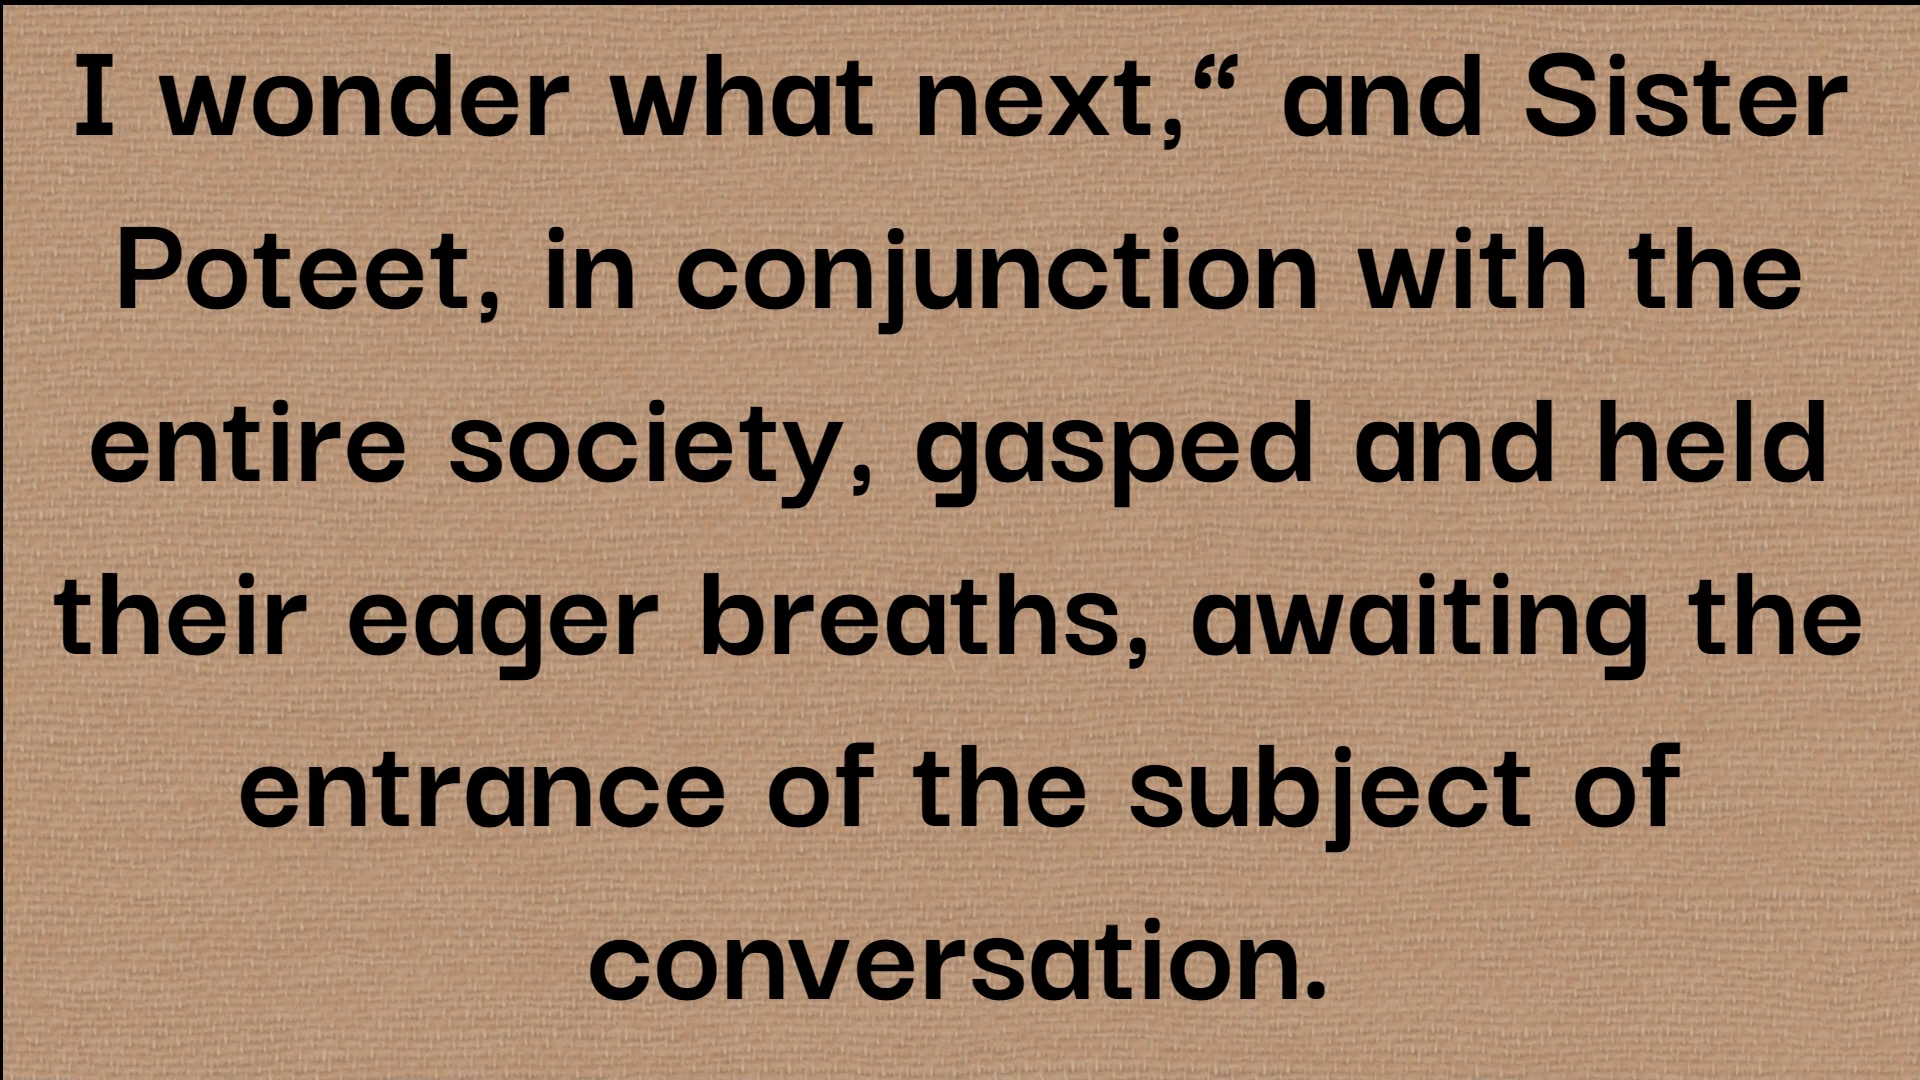 I wonder what next,“ and Sister
Poteet, in conjunction with the
entire society, gasped and held
their eager breaths, awaiting the
entrance of the subject of
conversation.